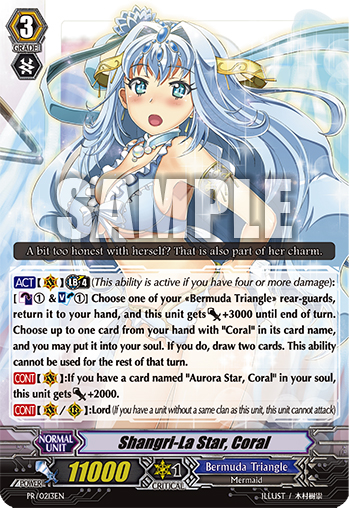 3
GRADE
SAMPLE
A bit too honest with herself? That is also part of her charm.
ACT [ ] LB 4 (This ability is active if you have four or more damage):
[ ① & V ① ] Choose one of your «Bermuda Triangle» rear-guards,
return it to your hand, and this unit gets +3000 until end of turn.
Choose up to one card from your hand with "Coral" in its card name,
and you may put it into your soul. If you do, draw two cards. This ability
cannot be used for the rest of that turn.
CONT [ ]:If you have a card named "Aurora Star, Coral" in your soul,
this unit gets +2000.
CONT [ / ]:Lord (If you have a unit without a same clan as this unit, this unit cannot attack)
NORMAL
UNIT
Shangri-La Star, Coral
POWER
11000
1
CRITICAL
Bermuda Triangle
Mermaid
PR/0213EN
ILLUST / 木村樹崇